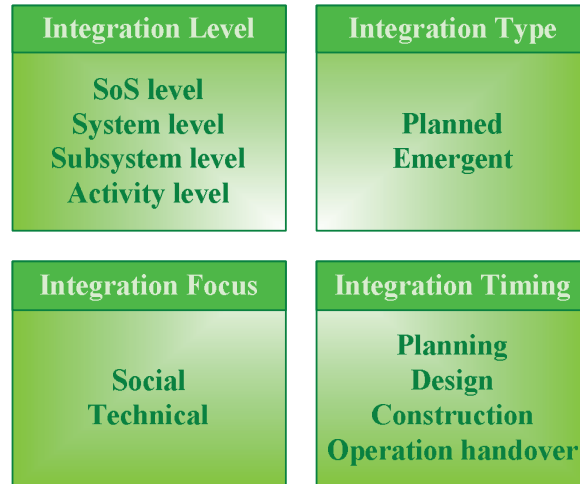 Integration Level
SoS level
System level
Subsystem level
Activity level
Integration Type
Planned
Emergent
Integration Focus
Social
Technical
Integration Timing
Planning
Design
Construction
Operation handover